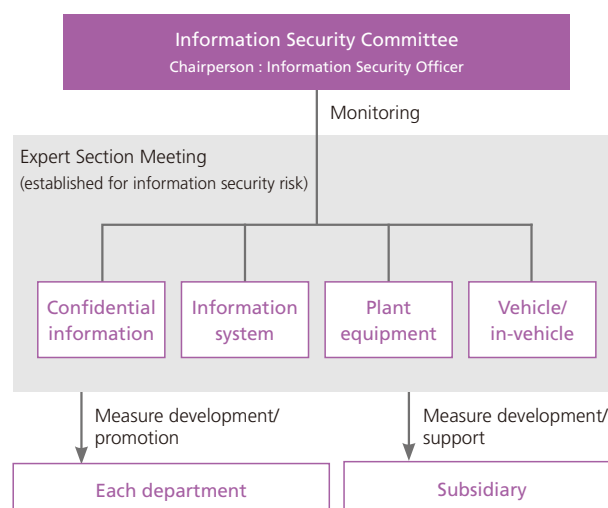 Information Security Committee
Chairperson : Information Security Officer
Monitoring
Expert Section Meeting
(established for information security risk)
Confidential
information
Information
system
Plant
equipment
Vehicle/
in-vehicle
Measure development/
promotion
Measure development/
support
Each department
Subsidiary